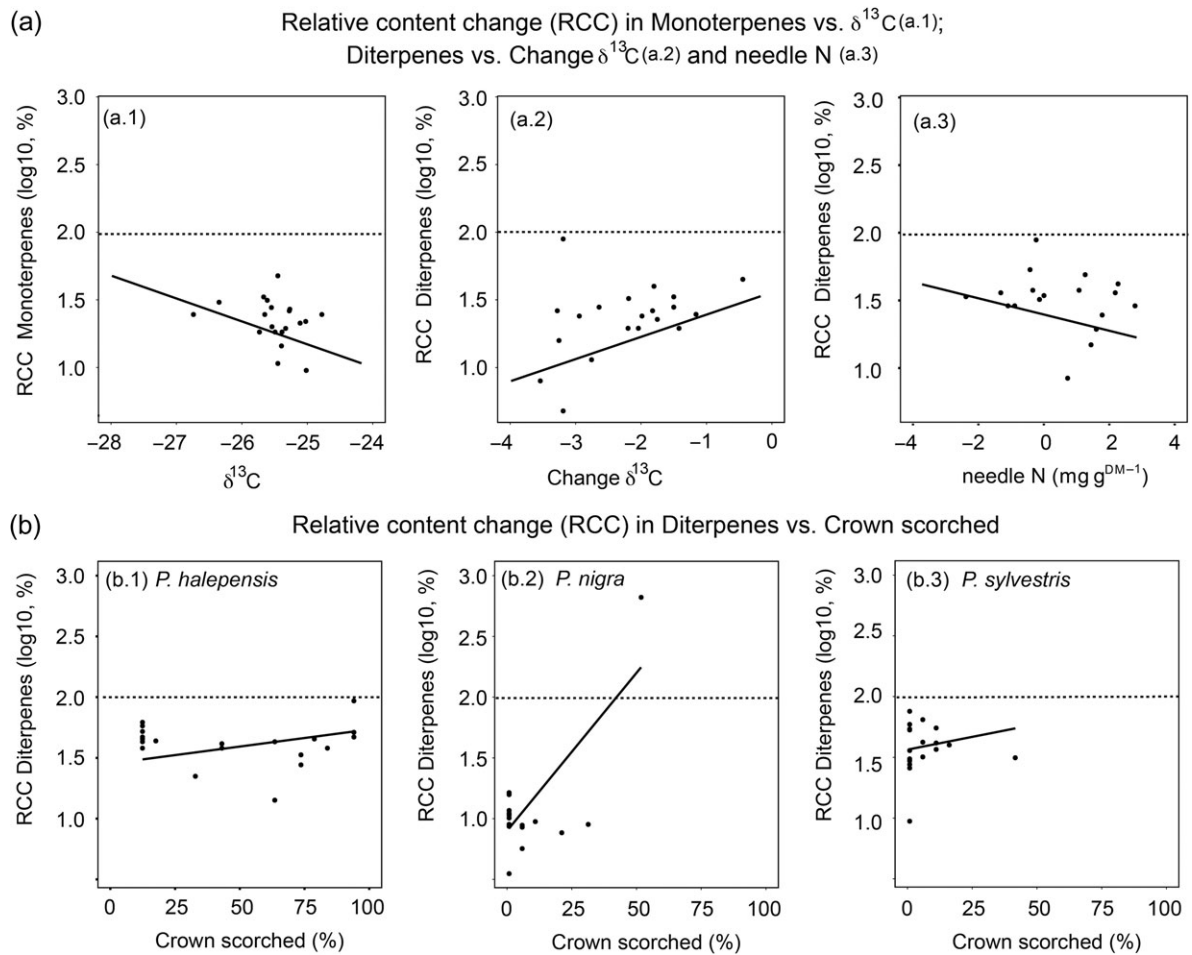 (a)
Relative content change (RCC) in Monoterpenes vs. δ¹³C(a.1);
Diterpenes vs. Change δ¹³C(a.2) and needle N (a.3)
(a.1)
RCC Monoterpenes (log10, %)
3.0
2.5
2.0
1.5
1.0
–28 –27 –26 –25 –24
δ¹³C
(a.2)
RCC Diterpenes (log10, %)
3.0
2.5
2.0
1.5
1.0
–4 –3 –2 –1 0
Change δ¹³C
(a.3)
RCC Diterpenes (log10, %)
3.0
2.5
2.0
1.5
1.0
–4 –2 0 2 4
needle N (mg gᴰᴹ⁻¹)
(b)
Relative content change (RCC) in Diterpenes vs. Crown scorched
(b.1) P. halepensis
RCC Diterpenes (log10, %)
3.0
2.5
2.0
1.5
1.0
0 25 50 75 100
Crown scorched (%)
(b.2) P. nigra
RCC Diterpenes (log10, %)
3.0
2.5
2.0
1.5
1.0
0 25 50 75 100
Crown scorched (%)
(b.3) P. sylvestris
RCC Diterpenes (log10, %)
3.0
2.5
2.0
1.5
1.0
0 25 50 75 100
Crown scorched (%)